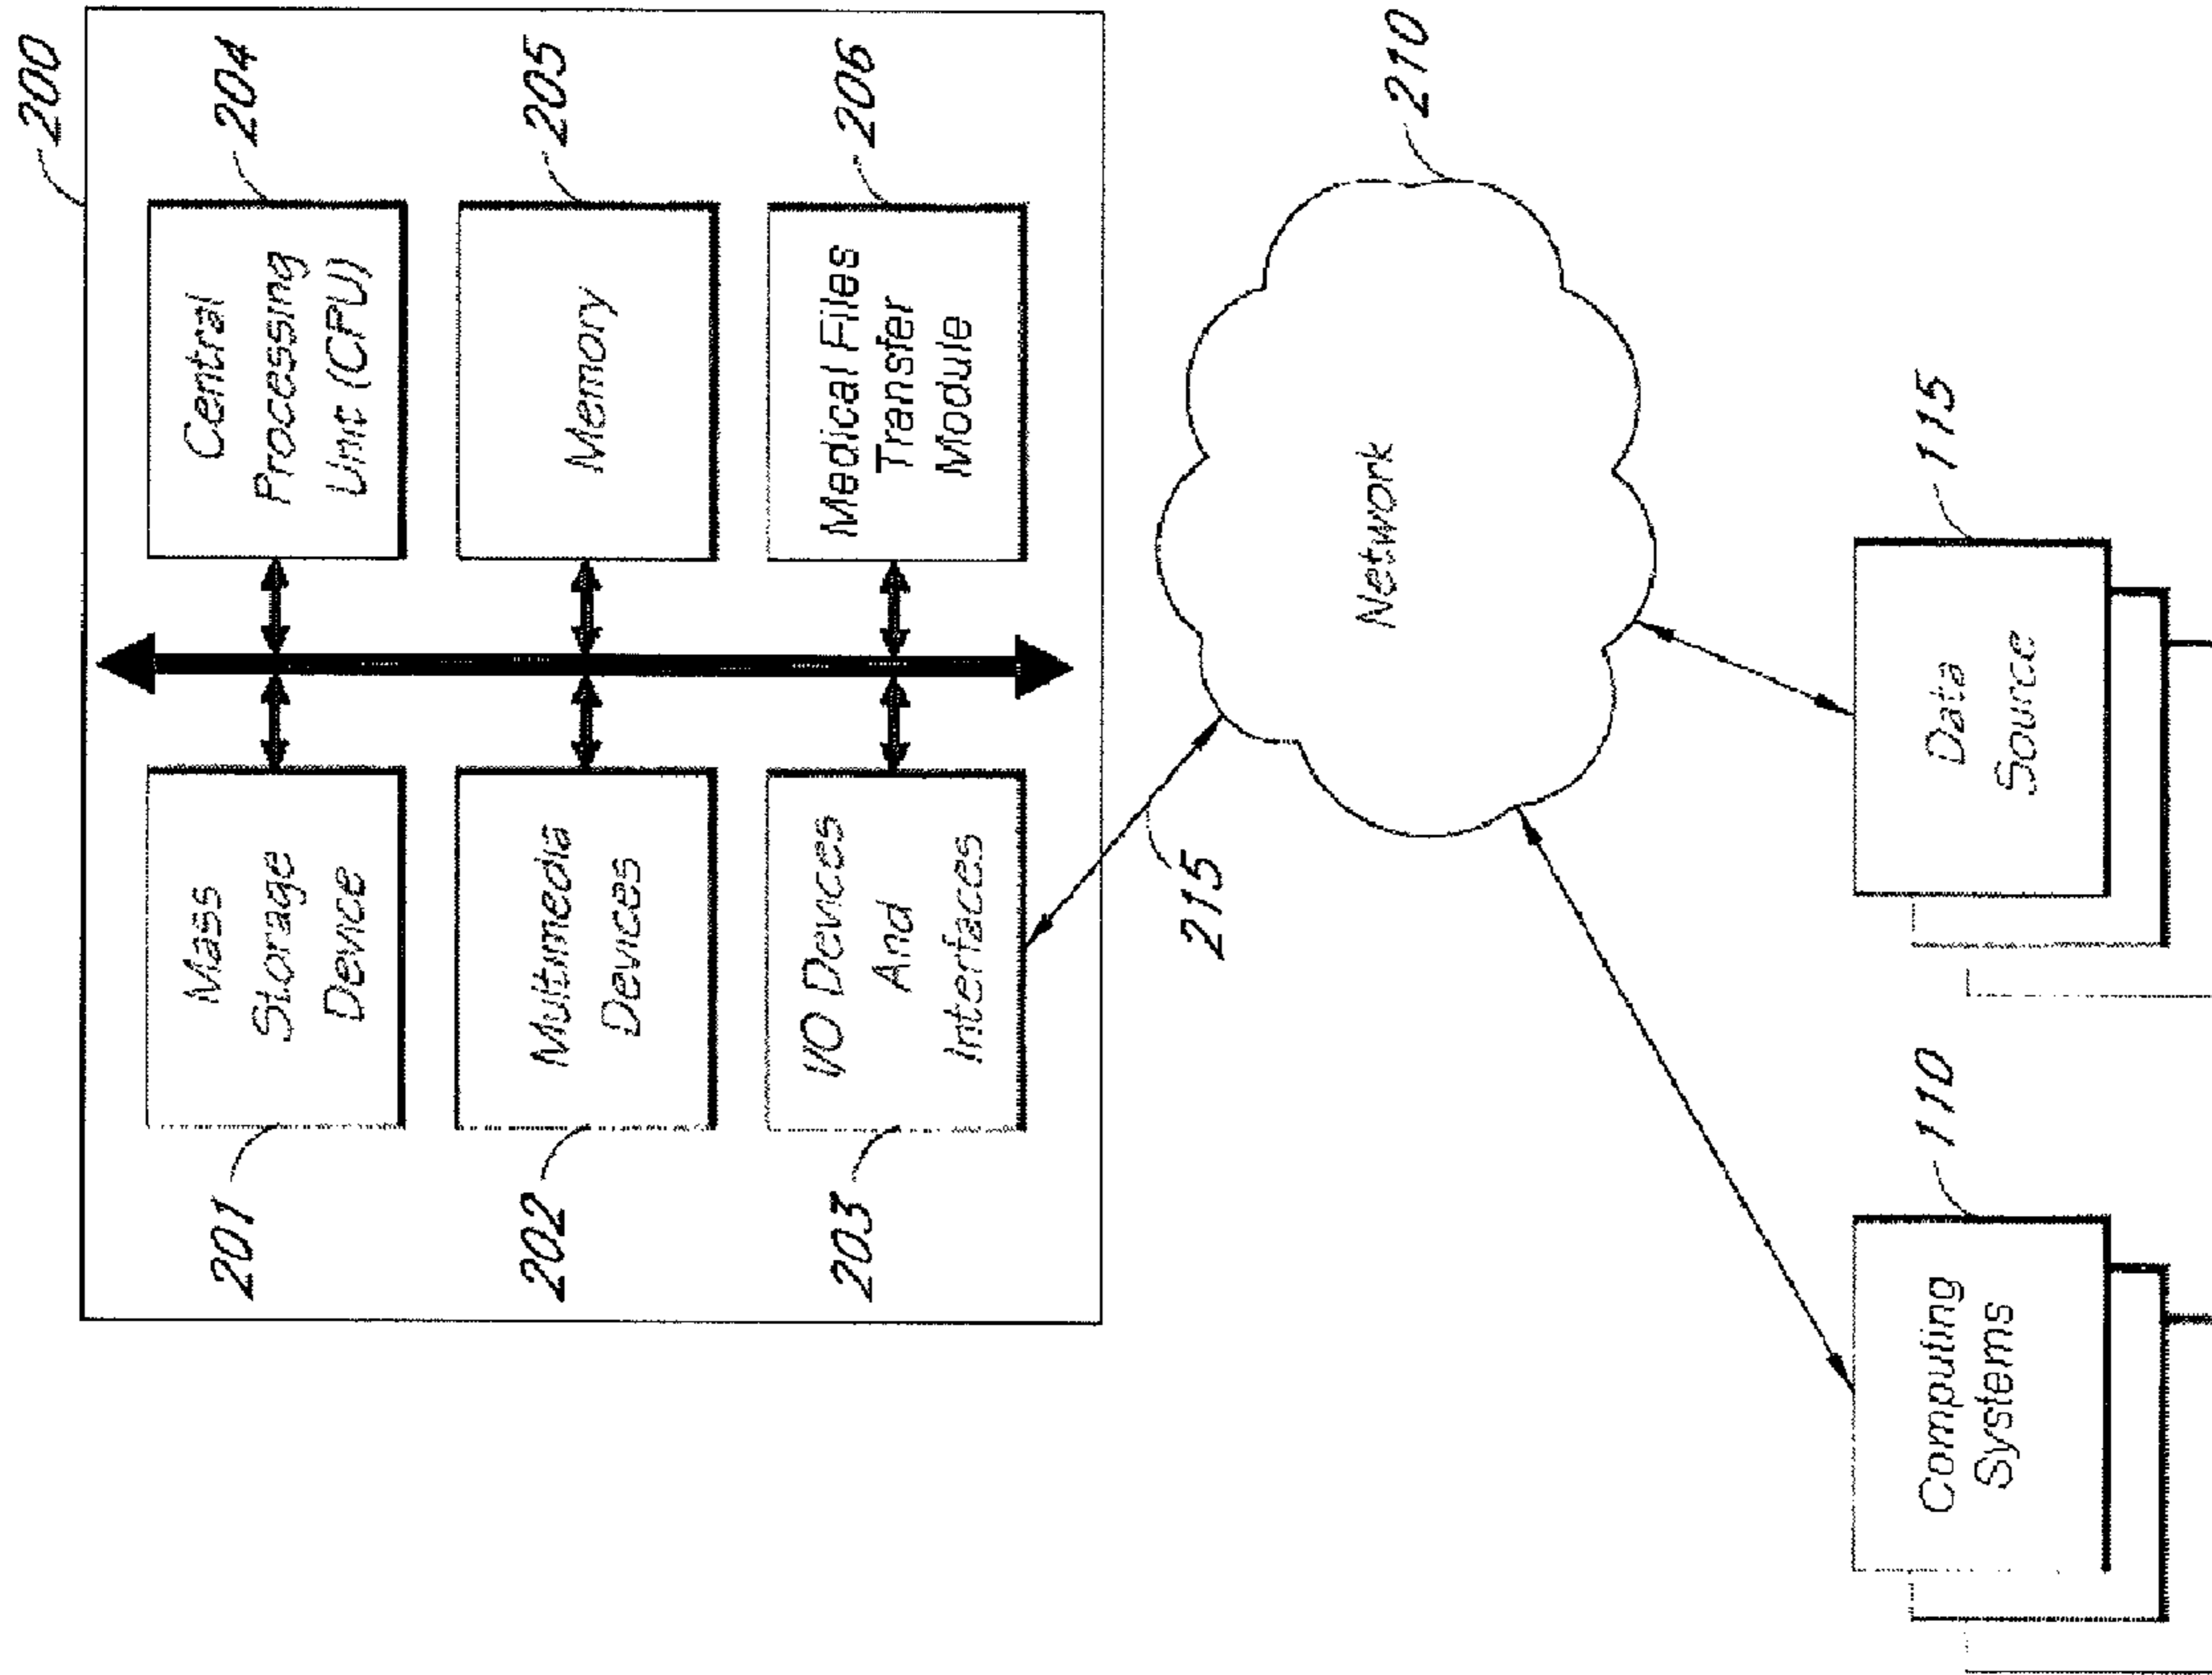 200
201
Mass
Storage
Device
204
Central
Processing
Unit (CPU)
202
Multimedia
Devices
205
Memory
203
I/O Devices
And
Interfaces
206
Medical Files
Transfer
Module
215
Network
210
110
Computing
Systems
115
Data
Source